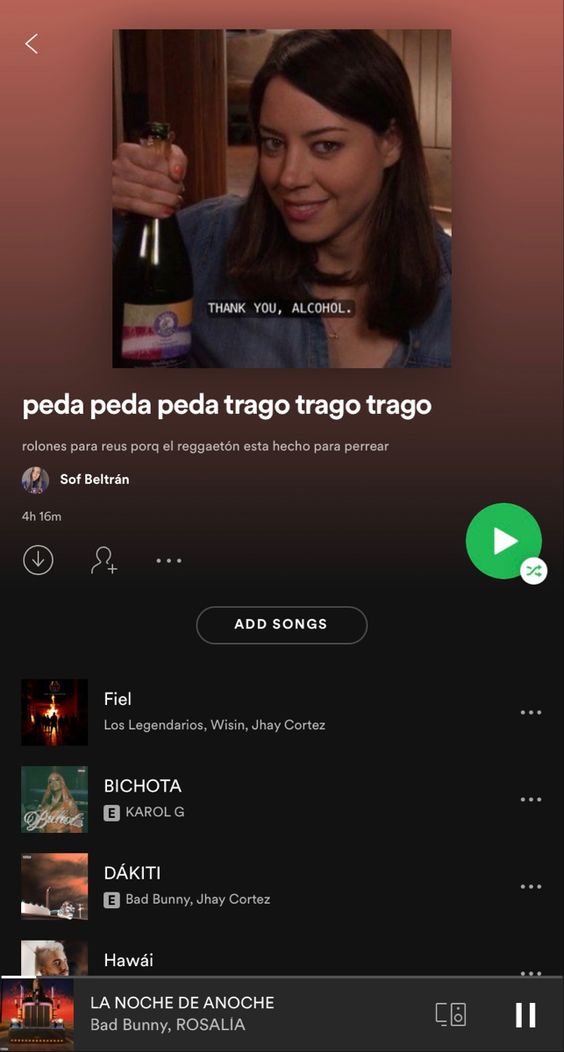 THANK YOU, ALCOHOL.
peda peda peda trago trago trago
rolones para reus porq el reggaetón esta hecho para perrear
Sof Beltrán
4h 16m
ADD SONGS
Fiel
Los Legendarios, Wisin, Jhay Cortez
BICHOTA
E KAROL G
DÁKITI
E Bad Bunny, Jhay Cortez
Hawái
LA NOCHE DE ANOCHE
Bad Bunny, ROSALÍA